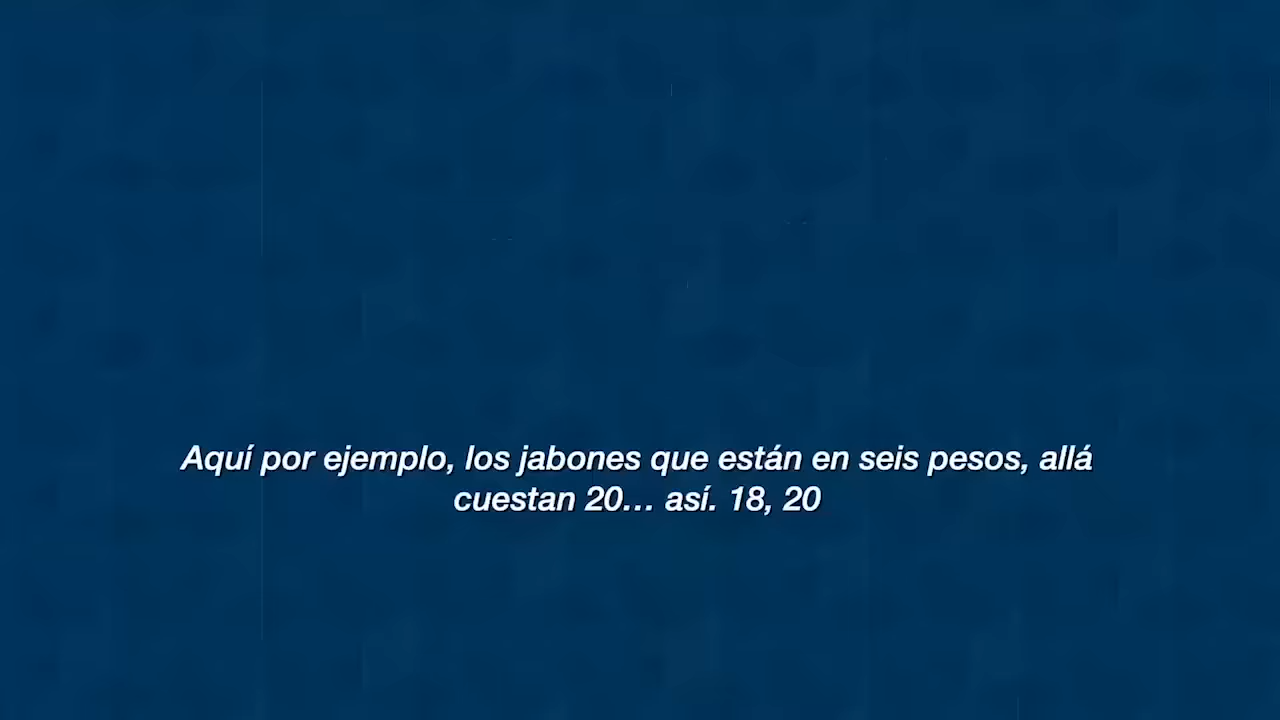 Aquí por ejemplo, los jabones que están en seis pesos, allá
cuestan 20... así. 18, 20